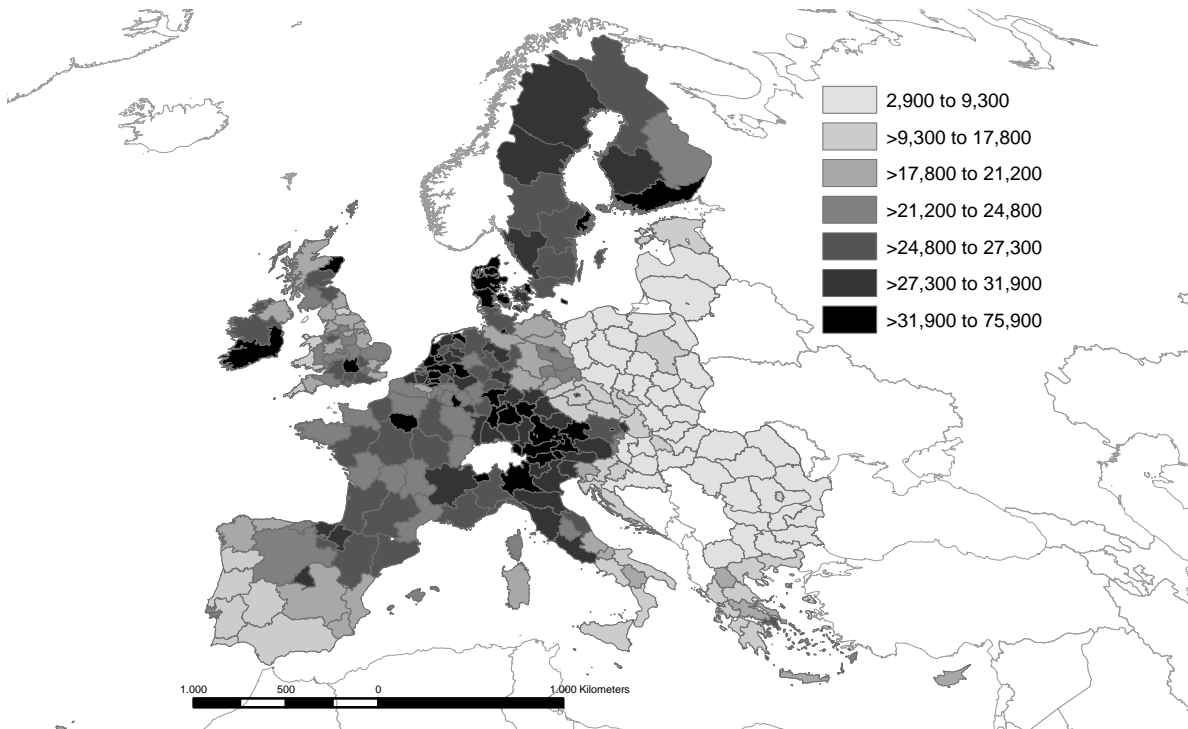 2,900 to 9,300
>9,300 to 17,800
>17,800 to 21,200
>21,200 to 24,800
>24,800 to 27,300
>27,300 to 31,900
>31,900 to 75,900
1.000 500 0 1.000 Kilometers